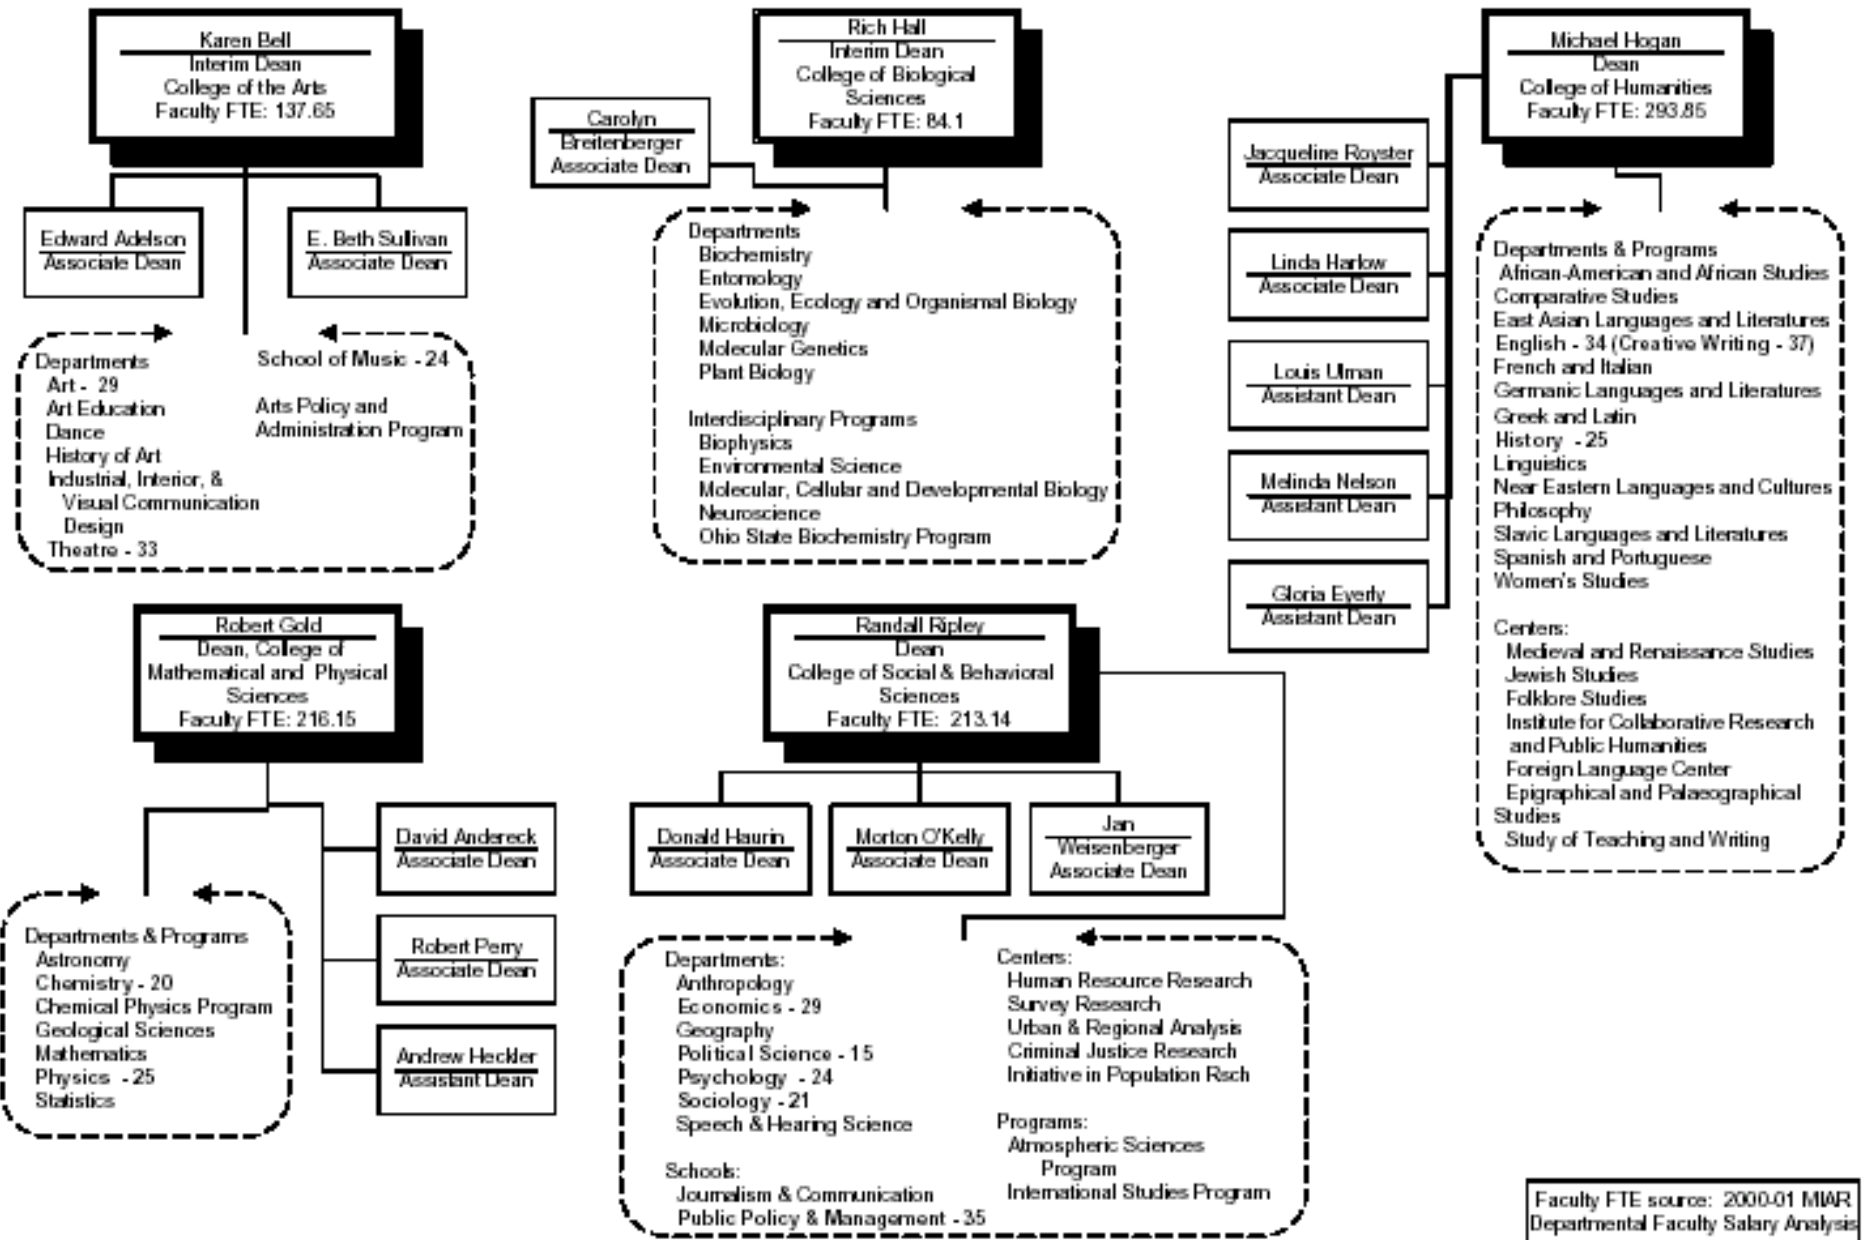 Karen Bell
Interim Dean
College of the Arts
Faculty FTE: 137.65
Edward Adelson
Associate Dean
E. Beth Sullivan
Associate Dean
Departments
Art - 29
Art Education
Dance
History of Art
Industrial, Interior, &
Visual Communication
Design
Theatre - 33
School of Music - 24
Arts Policy and
Administration Program
Rich Hall
Interim Dean
College of Biological
Sciences
Faculty FTE: 84.1
Carolyn
Breitenberger
Associate Dean
Departments
Biochemistry
Entomology
Evolution, Ecology and Organismal Biology
Microbiology
Molecular Genetics
Plant Biology
Interdisciplinary Programs
Biophysics
Environmental Science
Molecular, Cellular and Developmental Biology
Neuroscience
Ohio State Biochemistry Program
Michael Hogan
Dean
College of Humanities
Faculty FTE: 293.85
Jacqueline Royster
Associate Dean
Linda Harlow
Associate Dean
Louis Ulman
Assistant Dean
Melinda Nelson
Assistant Dean
Gloria Eyerly
Assistant Dean
Departments & Programs
African-American and African Studies
Comparative Studies
East Asian Languages and Literatures
English - 34 (Creative Writing - 37)
French and Italian
Germanic Languages and Literatures
Greek and Latin
History - 25
Linguistics
Near Eastern Languages and Cultures
Philosophy
Slavic Languages and Literatures
Spanish and Portuguese
Women's Studies
Centers:
Medieval and Renaissance Studies
Jewish Studies
Folklore Studies
Institute for Collaborative Research
and Public Humanities
Foreign Language Center
Epigraphical and Palaeographical
Studies
Study of Teaching and Writing
Robert Gold
Dean, College of
Mathematical and Physical
Sciences
Faculty FTE: 216.15
David Andereck
Associate Dean
Robert Perry
Associate Dean
Andrew Heckler
Assistant Dean
Departments & Programs
Astronomy
Chemistry - 20
Chemical Physics Program
Geological Sciences
Mathematics
Physics - 25
Statistics
Randall Ripley
Dean
College of Social & Behavioral
Sciences
Faculty FTE: 213.14
Donald Haurin
Associate Dean
Morton O'Kelly
Associate Dean
Jan
Weisenberger
Associate Dean
Departments:
Anthropology
Economics - 29
Geography
Political Science - 15
Psychology - 24
Sociology - 21
Speech & Hearing Science
Schools:
Journalism & Communication
Public Policy & Management - 35
Centers:
Human Resource Research
Survey Research
Urban & Regional Analysis
Criminal Justice Research
Initiative in Population Rsch
Programs:
Atmospheric Sciences
Program
International Studies Program
Faculty FTE source: 2000-01 MIAR
Departmental Faculty Salary Analysis